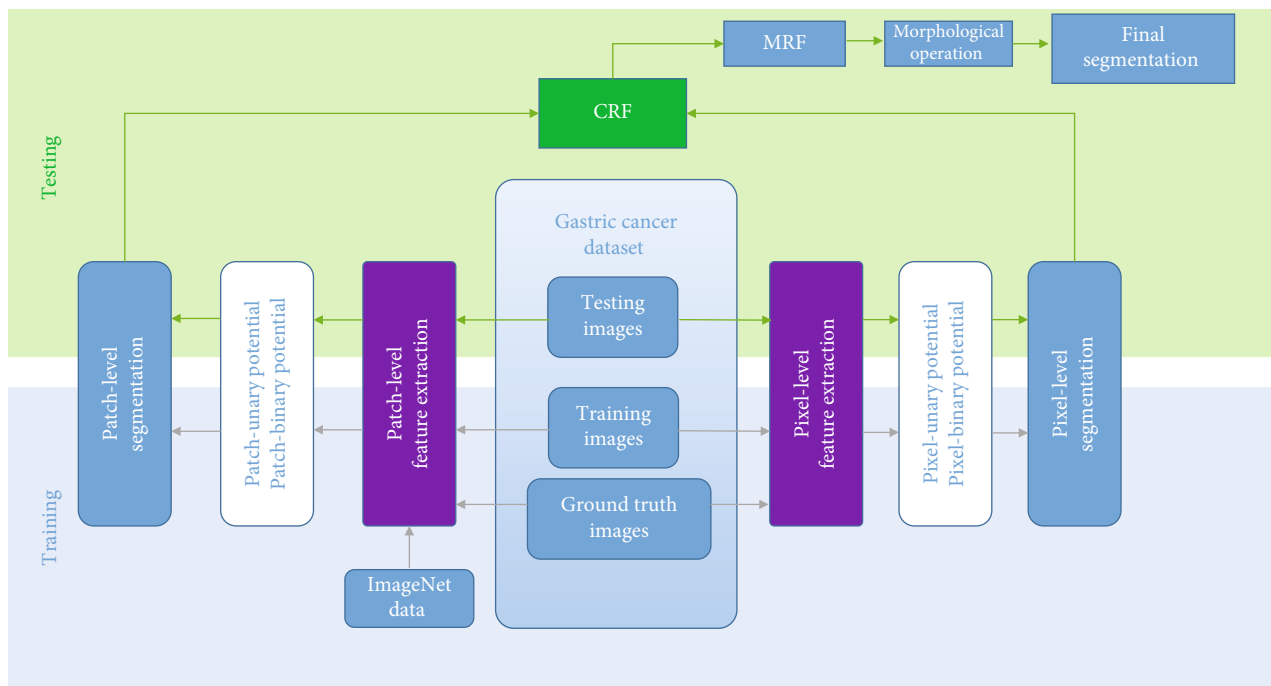 MRF
Morphological
operation
Final
segmentation
CRF
Testing
Gastric cancer
dataset
Testing
images
Patch-level
segmentation
Patch-unary potential
Patch-binary potential
Patch-level
feature extraction
Pixel-level
feature extraction
Pixel-unary potential
Pixel-binary potential
Pixel-level
segmentation
Training
images
Ground truth
images
Training
ImageNet
data